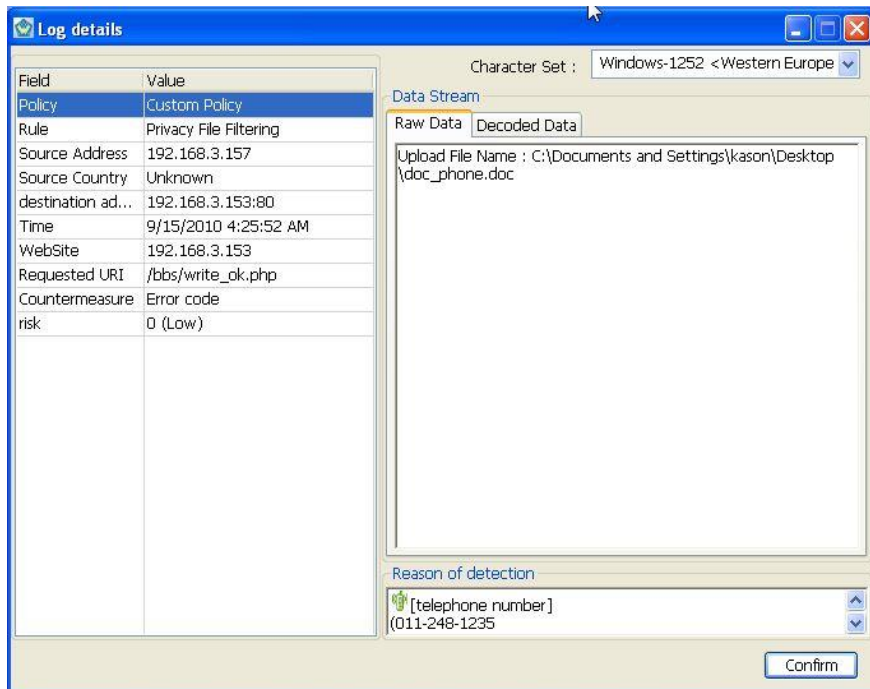 Log details
Character Set : Windows-1252 <Western Europe
Field Value
Policy Custom Policy
Rule Privacy File Filtering
Source Address 192.168.3.157
Source Country Unknown
destination ad... 192.168.3.153:80
Time 9/15/2010 4:25:52 AM
WebSite 192.168.3.153
Requested URI /bbs/write_ok.php
Countermeasure Error code
risk 0 (Low)
Data Stream
Raw Data Decoded Data
Upload File Name : C:\Documents and Settings\kason\Desktop
\doc_phone.doc
Reason of detection
[telephone number]
(011-248-1235
Confirm